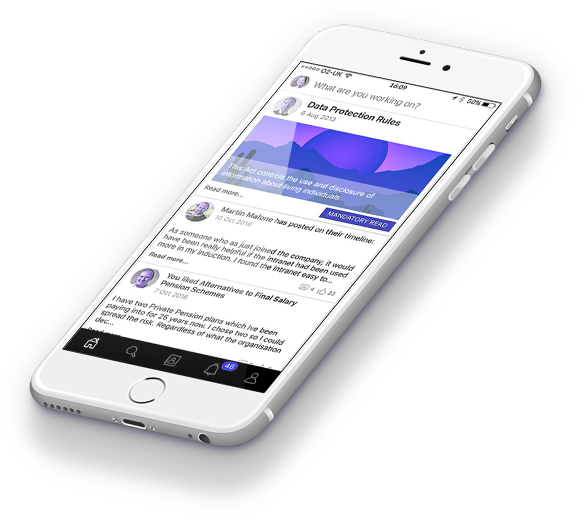 O2-UK 16:09 50%
What are you working on?
Data Protection Rules
6 Aug 2013
This Act controls the use and disclosure of
information about living individuals
Read more...
MANDATORY READ
Martin Malone has posted on their timeline:
10 Oct 2016
As someone who as just joined the company, it would
have been really helpful if the intranet had been used
more in my induction. I found the intranet easy to...
Read more...
4 23
You liked Alternatives to Final Salary
Pension Schemes
7 Oct 2016
I have two Private Pension plans which ive been
paying into for 25 years now. I chose two so I could
spread the risk. Regardless of what the organisation
dec...
46